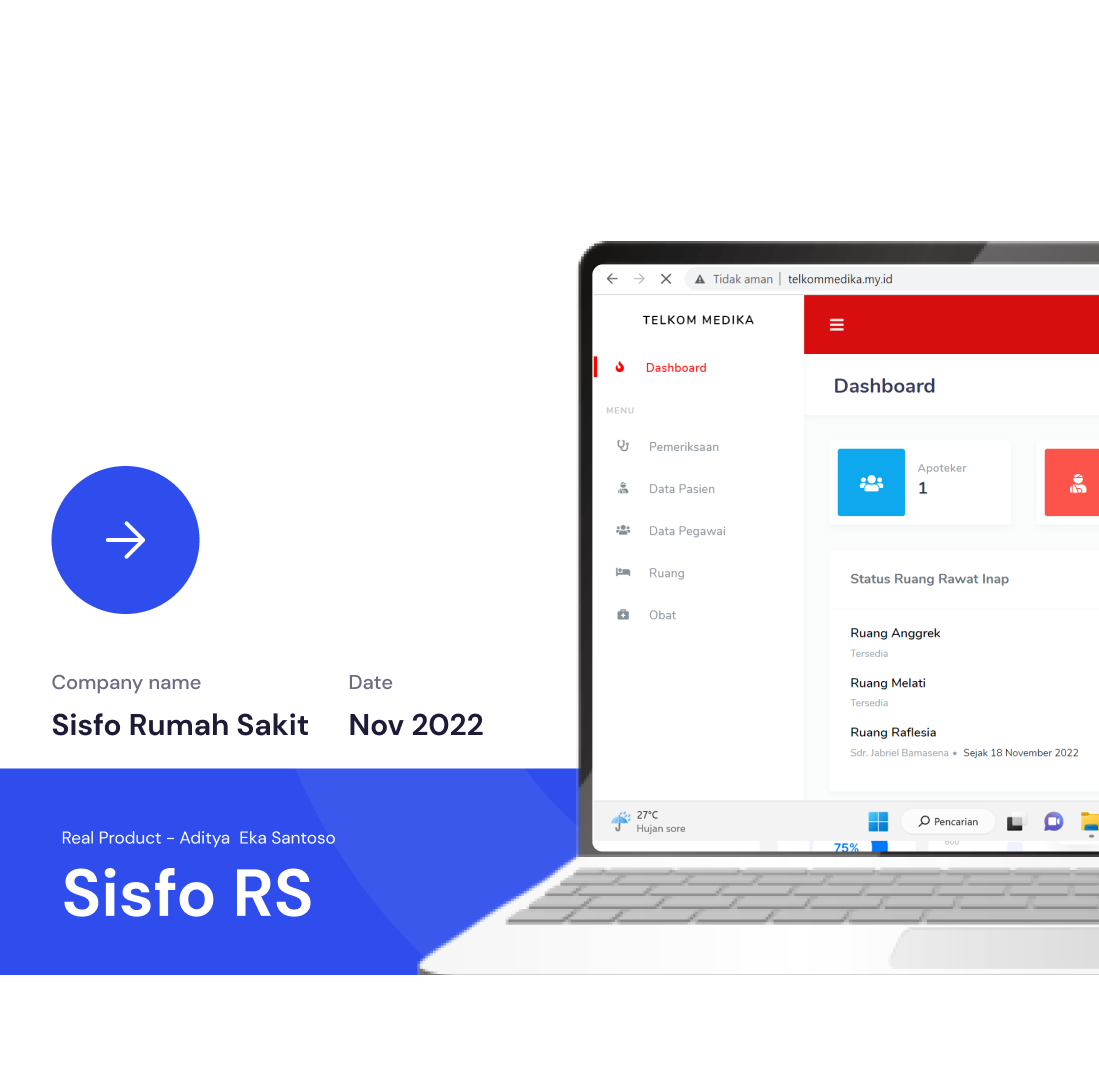 Tidak aman | telkommedika.my.id
TELKOM MEDIKA
Dashboard
MENU
Pemeriksaan
Data Pasien
Data Pegawai
Ruang
Obat
Dashboard
Apoteker
1
Status Ruang Rawat Inap
Ruang Anggrek
Tersedia
Ruang Melati
Tersedia
Ruang Raflesia
Sdr. Jabriel Bamasena • Sejak 18 November 2022
27°C
Hujan sore
Pencarian
75%
600
Company name
Sisfo Rumah Sakit
Date
Nov 2022
Real Product - Aditya  Eka Santoso
Sisfo RS